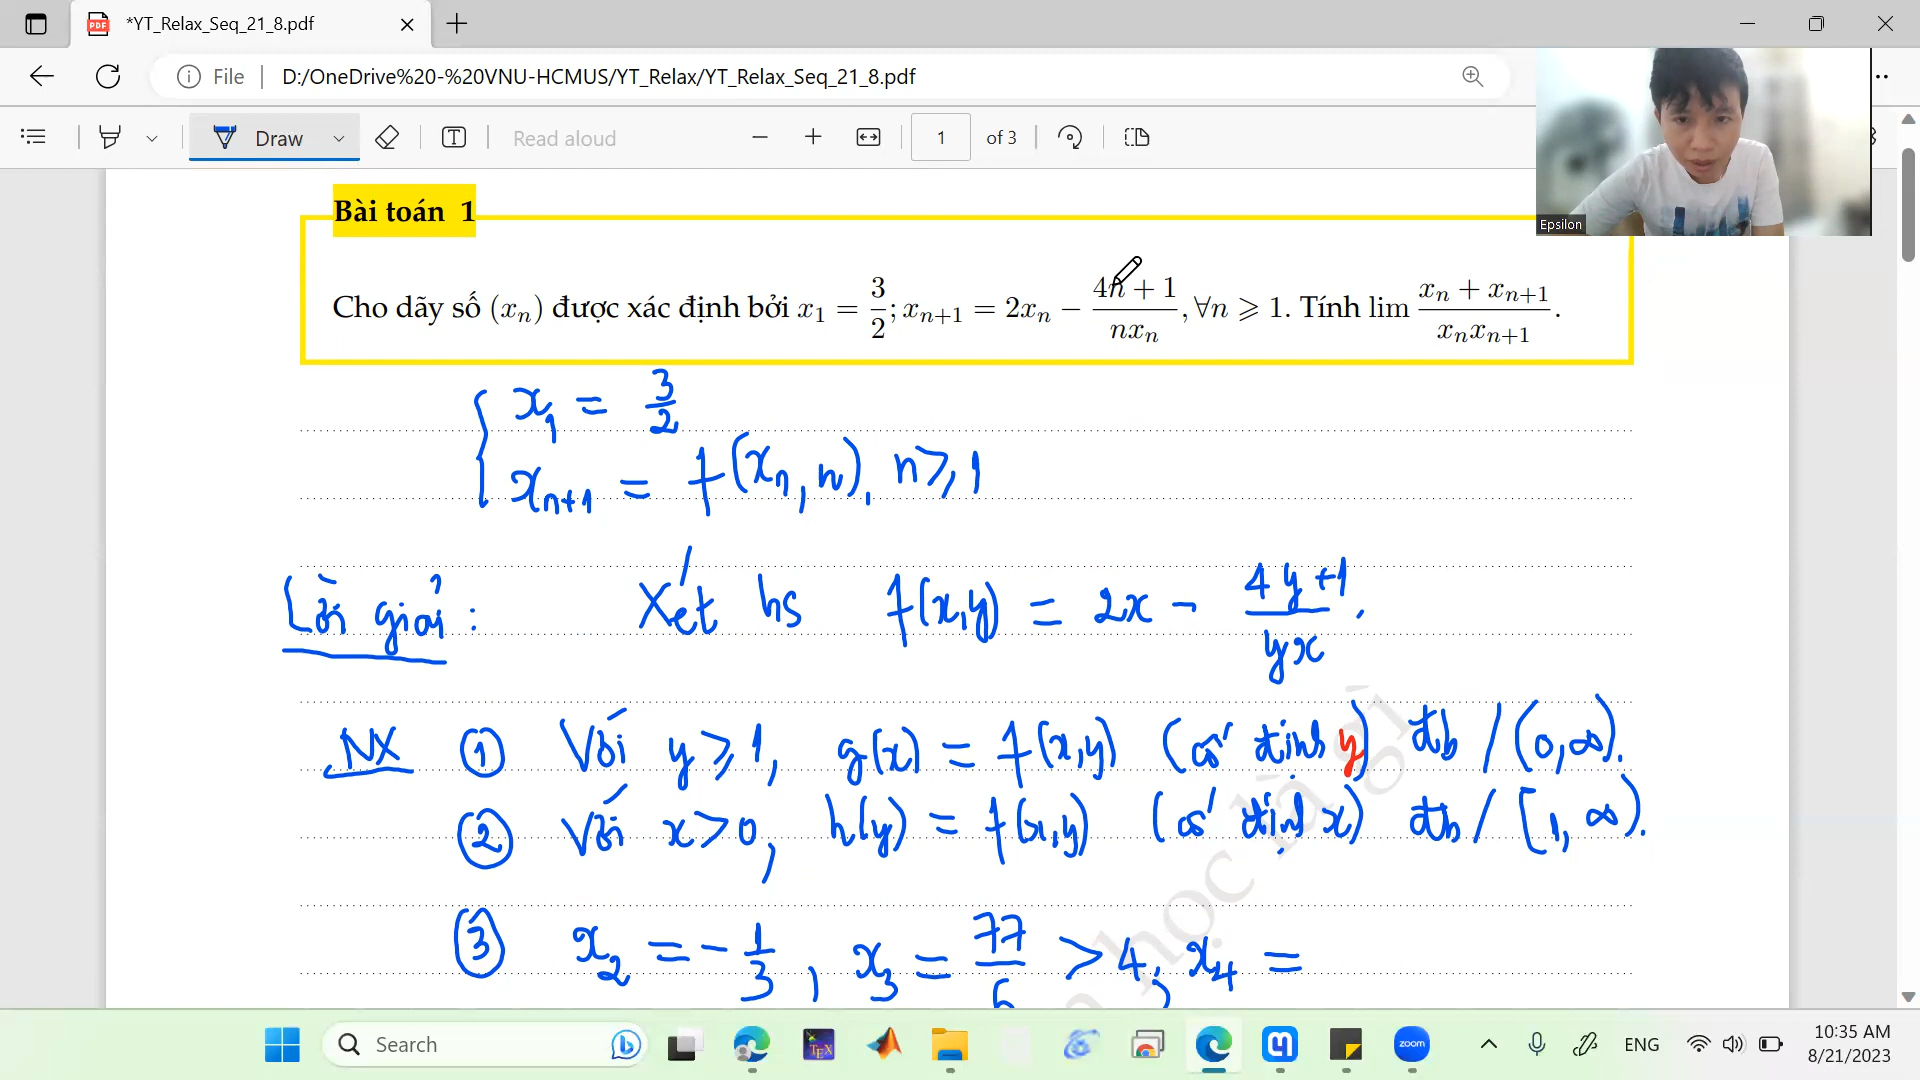 *YT_Relax_Seq_21_8.pdf
File D:/OneDrive%20-%20VNU-HCMUS/YT_Relax/YT_Relax_Seq_21_8.pdf
Draw Read aloud 1 of 3
Epsilon
Bài toán 1
Cho dãy số (xₙ) được xác định bởi x₁ = 3/2; xₙ₊₁ = 2xₙ − (4n + 1)/(nxₙ), ∀n ⩾ 1. Tính lim (xₙ + xₙ₊₁)/(xₙxₙ₊₁).
x₁ = 3/2
xₙ₊₁ = f(xₙ, n), n ⩾ 1
Lời giải: Xét hs f(x,y) = 2x − (4y+1)/(yx).
NX ① Với y ⩾ 1, g(x) = f(x,y) (cố định y) đb / (0,∞).
② Với x > 0, h(y) = f(x,y) (cố định x) đb / [1, ∞).
③ x₂ = −1/3, x₃ = 77/6 > 4, x₄ =
học là gì
Search ENG 10:35 AM
zoom 8/21/2023